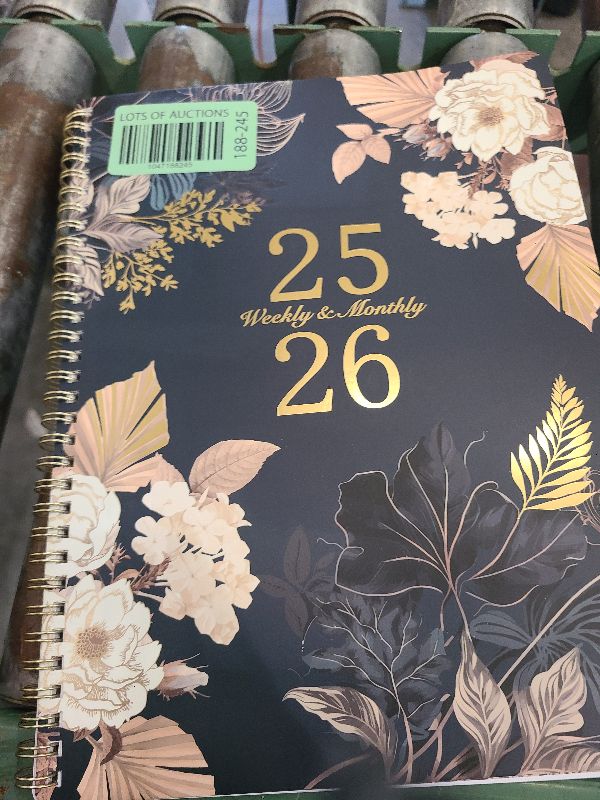 LOTS OF AUCTIONS
188-245
25
Weekly & Monthly
26